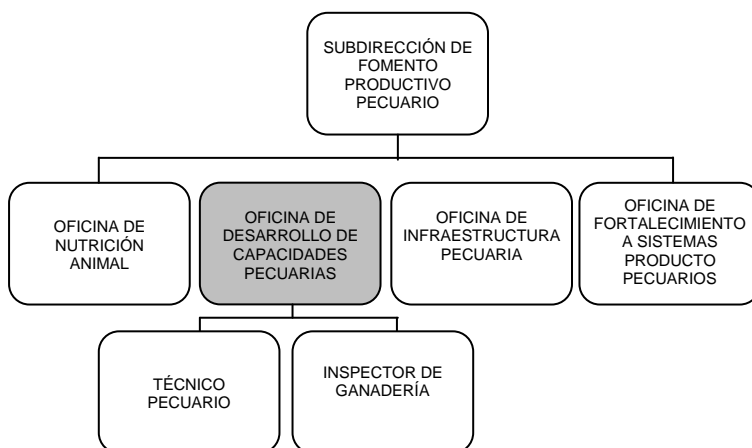 SUBDIRECCIÓN DE
FOMENTO
PRODUCTIVO
PECUARIO
OFICINA DE
NUTRICIÓN
ANIMAL
OFICINA DE
DESARROLLO DE
CAPACIDADES
PECUARIAS
OFICINA DE
INFRAESTRUCTURA
PECUARIA
OFICINA DE
FORTALECIMIENTO
A SISTEMAS
PRODUCTO
PECUARIOS
TÉCNICO
PECUARIO
INSPECTOR DE
GANADERÍA